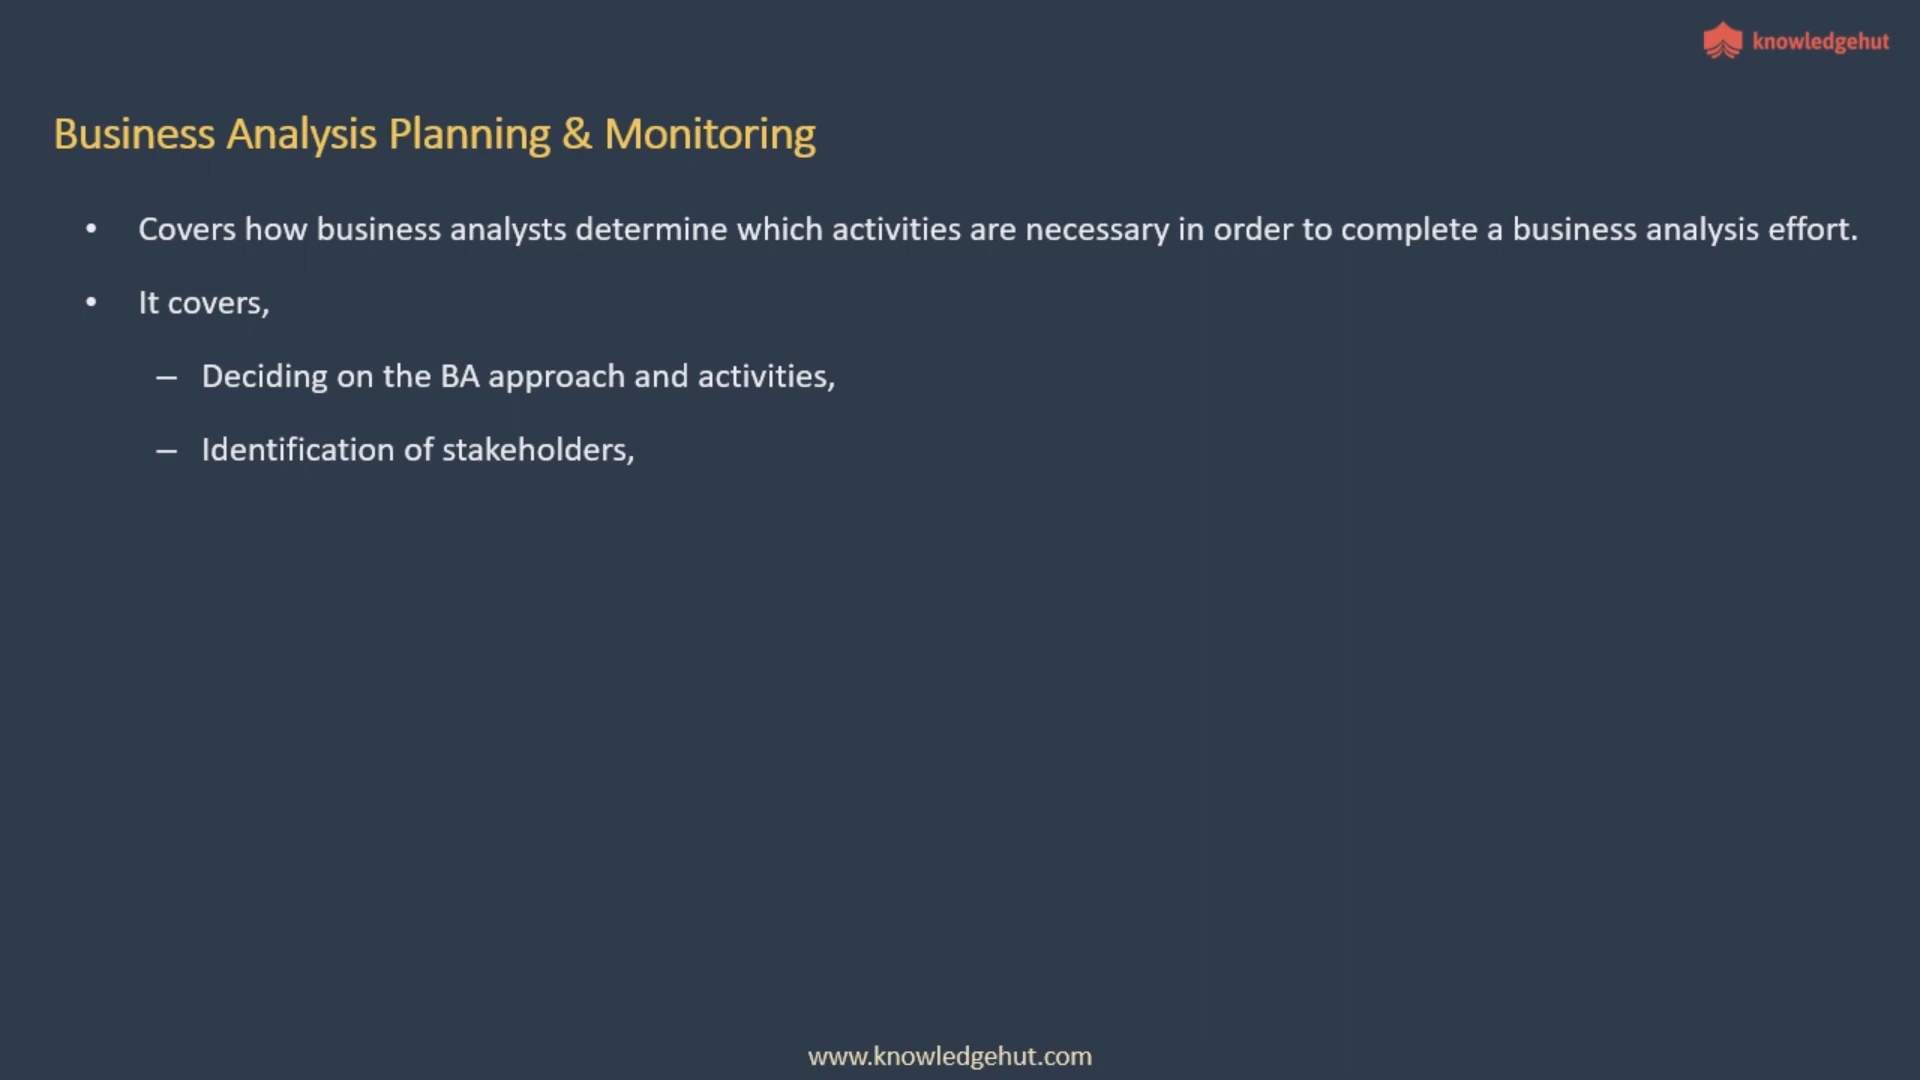 knowledgehut
Business Analysis Planning & Monitoring
• Covers how business analysts determine which activities are necessary in order to complete a business analysis effort.
• It covers,
– Deciding on the BA approach and activities,
– Identification of stakeholders,
www.knowledgehut.com